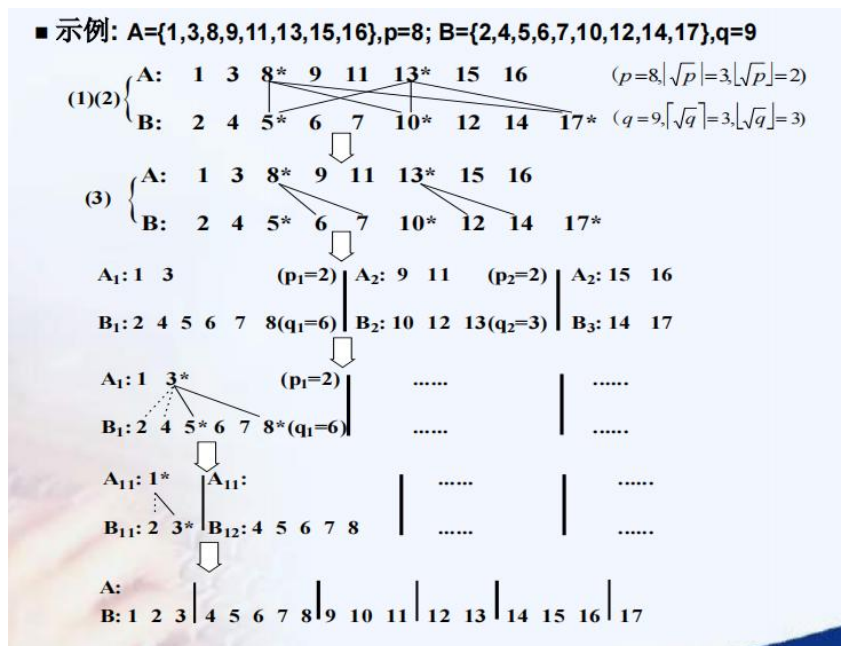 ■ 示例: A={1,3,8,9,11,13,15,16},p=8; B={2,4,5,6,7,10,12,14,17},q=9
A: 1 3 8* 9 11 13* 15 16 (p=8,⌊√p⌋=3,⌊√p⌋=2)
(1)(2)
B: 2 4 5* 6 7 10* 12 14 17* (q=9,⌈√q⌉=3,⌊√q⌋=3)
A: 1 3 8* 9 11 13* 15 16
(3)
B: 2 4 5* 6 7 10* 12 14 17*
A₁: 1 3 (p₁=2) A₂: 9 11 (p₂=2) A₂: 15 16
B₁: 2 4 5 6 7 8(q₁=6) B₂: 10 12 13(q₂=3) B₃: 14 17
A₁: 1 3* (p₁=2) ...... ......
B₁: 2 4 5* 6 7 8*(q₁=6) ...... ......
A₁₁: 1* A₁₁: ...... ......
B₁₁: 2 3* B₁₂: 4 5 6 7 8 ...... ......
A:
B: 1 2 3 4 5 6 7 8 9 10 11 12 13 14 15 16 17